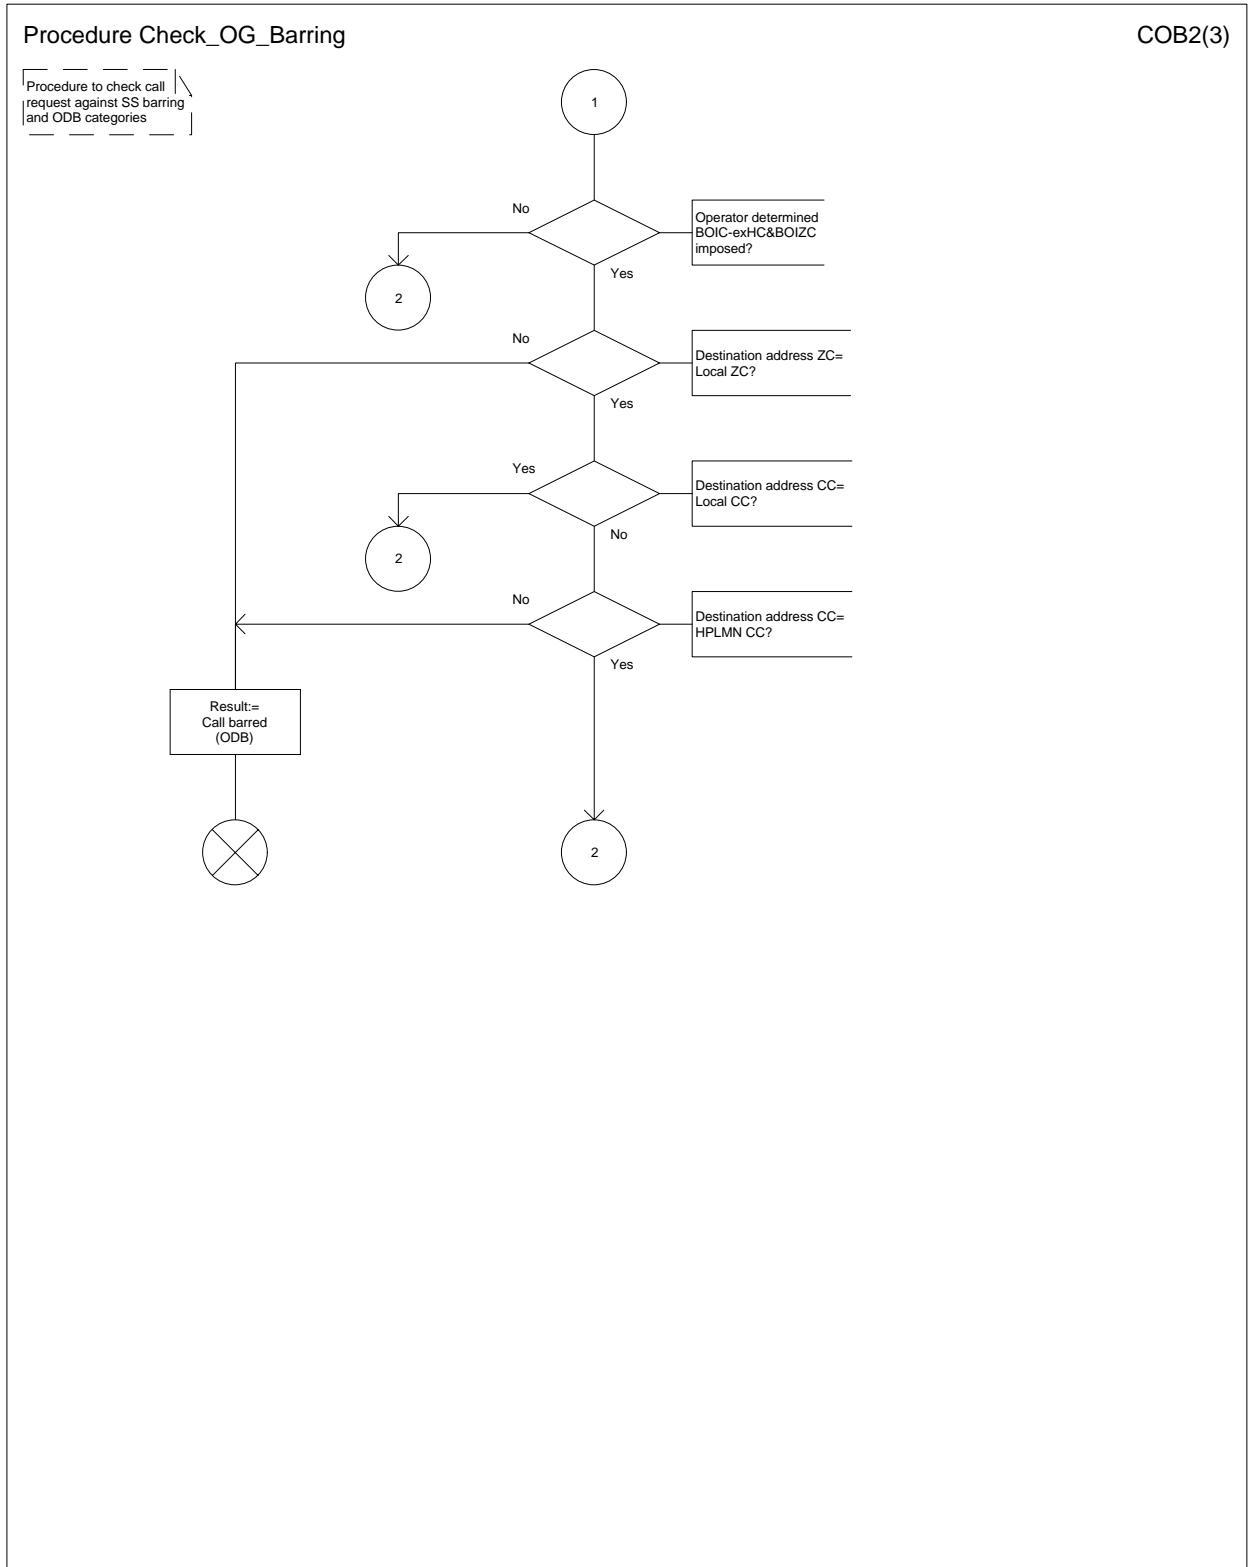 Procedure Check_OG_Barring
COB2(3)
Procedure to check call
request against SS barring
and ODB categories
1
No
Operator determined
BOIC-exHC&BOIZC
imposed?
Yes
2
No
Destination address ZC=
Local ZC?
Yes
Yes
Destination address CC=
Local CC?
No
2
No
Destination address CC=
HPLMN CC?
Yes
Result:=
Call barred
(ODB)
2